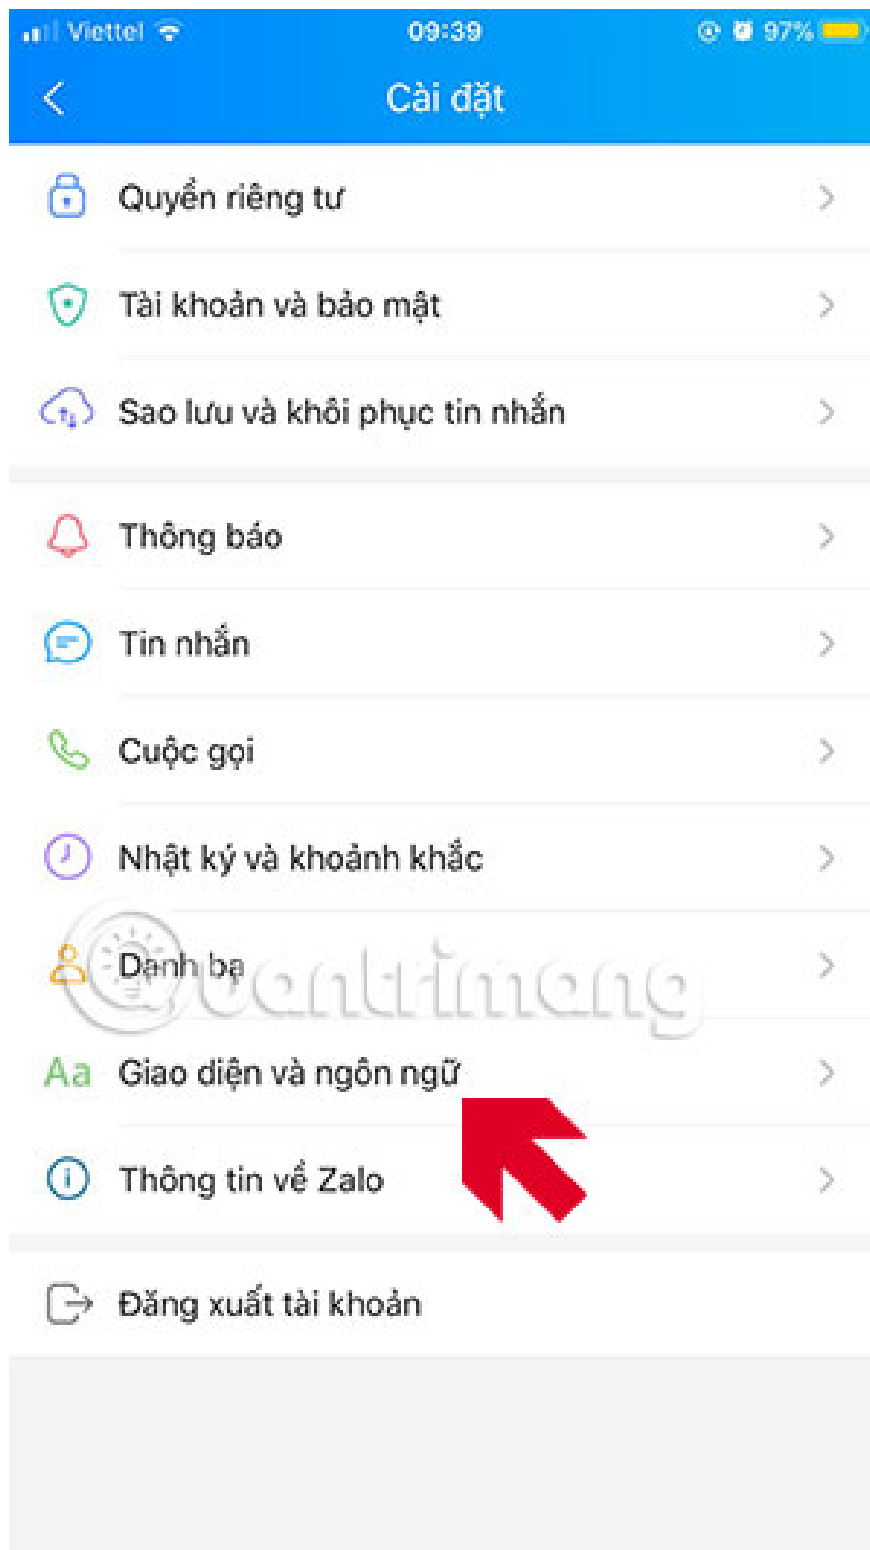 Viettel 09:39 97%
Cài đặt
Quyền riêng tư
Tài khoản và bảo mật
Sao lưu và khôi phục tin nhắn
Thông báo
Tin nhắn
Cuộc gọi
Nhật ký và khoảnh khắc
Danh bạ
Quantrimang
Aa Giao diện và ngôn ngữ
Thông tin về Zalo
Đăng xuất tài khoản